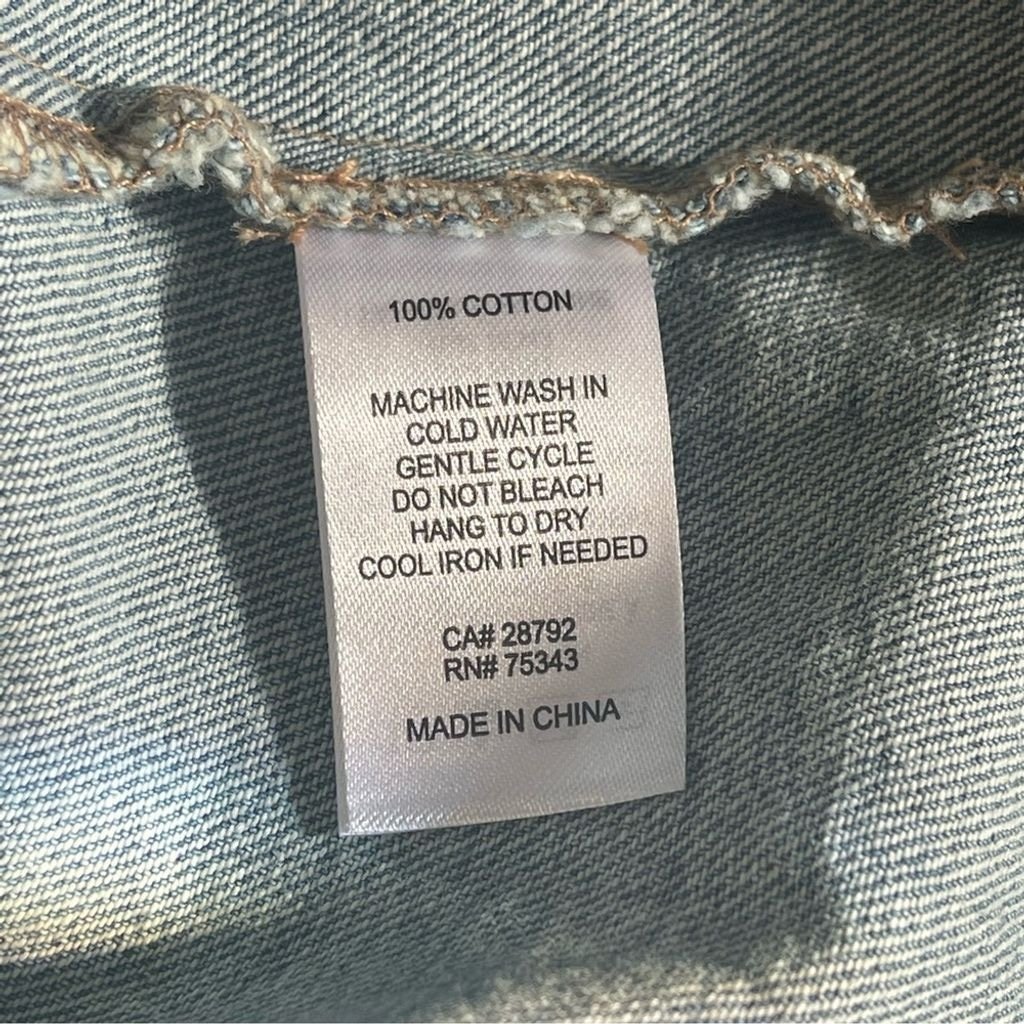 100% COTTON
MACHINE WASH IN
COLD WATER
GENTLE CYCLE
DO NOT BLEACH
HANG TO DRY
COOL IRON IF NEEDED
CA# 28792
RN# 75343
MADE IN CHINA